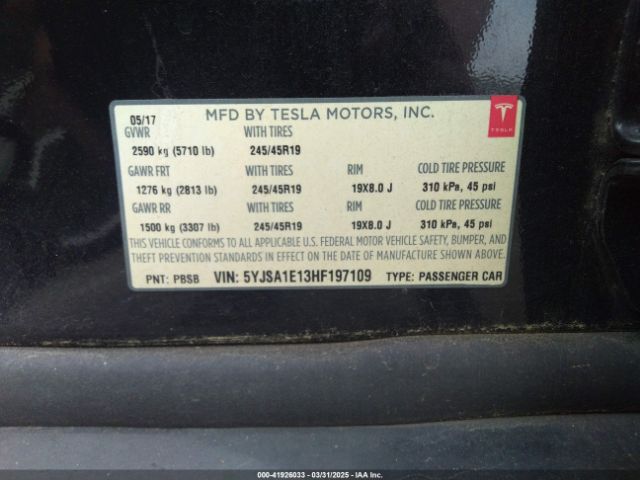 05/17 MFD BY TESLA MOTORS, INC.
TESLA
GVWR WITH TIRES
2590 kg (5710 lb) 245/45R19
GAWR FRT WITH TIRES RIM COLD TIRE PRESSURE
1276 kg (2813 lb) 245/45R19 19X8.0 J 310 kPa, 45 psi
GAWR RR WITH TIRES RIM COLD TIRE PRESSURE
1500 kg (3307 lb) 245/45R19 19X8.0 J 310 kPa, 45 psi
THIS VEHICLE CONFORMS TO ALL APPLICABLE U.S. FEDERAL MOTOR VEHICLE SAFETY, BUMPER, AND
THEFT PREVENTION STANDARDS IN EFFECT ON THE DATE OF MANUFACTURE SHOWN ABOVE.
PNT: PBSB VIN: 5YJSA1E13HF197109 TYPE: PASSENGER CAR
000-41926033 - 03/31/2025 - IAA Inc.